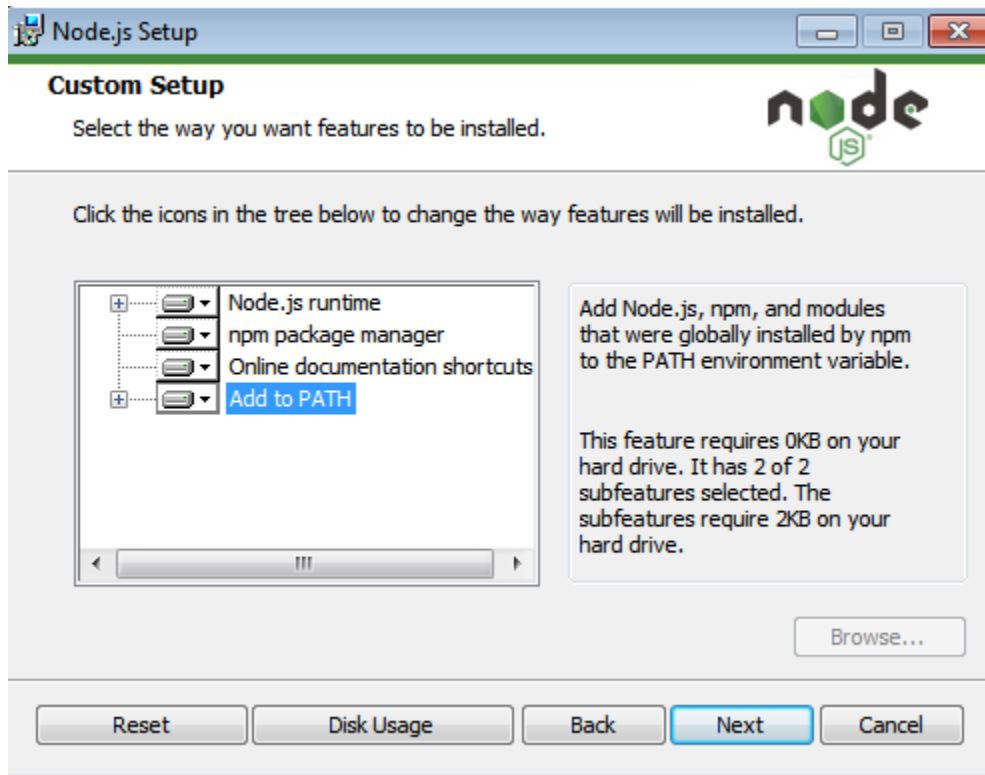 Node.js Setup
Custom Setup
Select the way you want features to be installed.
node
JS
Click the icons in the tree below to change the way features will be installed.
Node.js runtime
npm package manager
Online documentation shortcuts
Add to PATH
Add Node.js, npm, and modules
that were globally installed by npm
to the PATH environment variable.
This feature requires 0KB on your
hard drive. It has 2 of 2
subfeatures selected. The
subfeatures require 2KB on your
hard drive.
Browse...
Reset
Disk Usage
Back
Next
Cancel